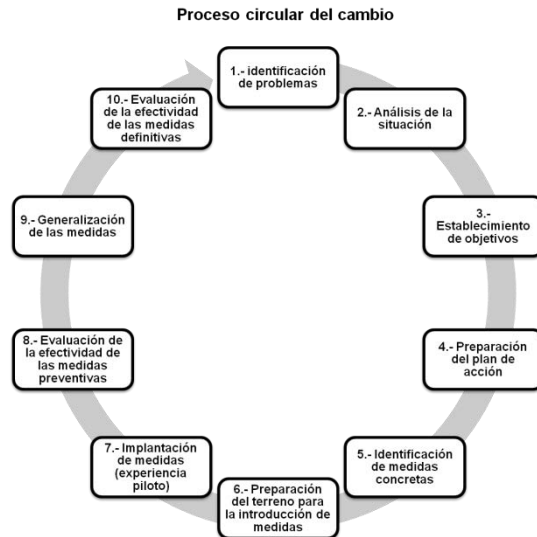 Proceso circular del cambio
1.- identificación
de problemas
2.- Análisis de la
situación
3.-
Establecimiento
de objetivos
4.- Preparación
del plan de
acción
5.- Identificación
de medidas
concretas
6.- Preparación
del terreno para
la introducción de
medidas
7.- Implantación
de medidas
(experiencia
piloto)
8.- Evaluación de
la efectividad de
las medidas
preventivas
9.- Generalización
de las medidas
10.- Evaluación
de la efectividad
de las medidas
definitivas